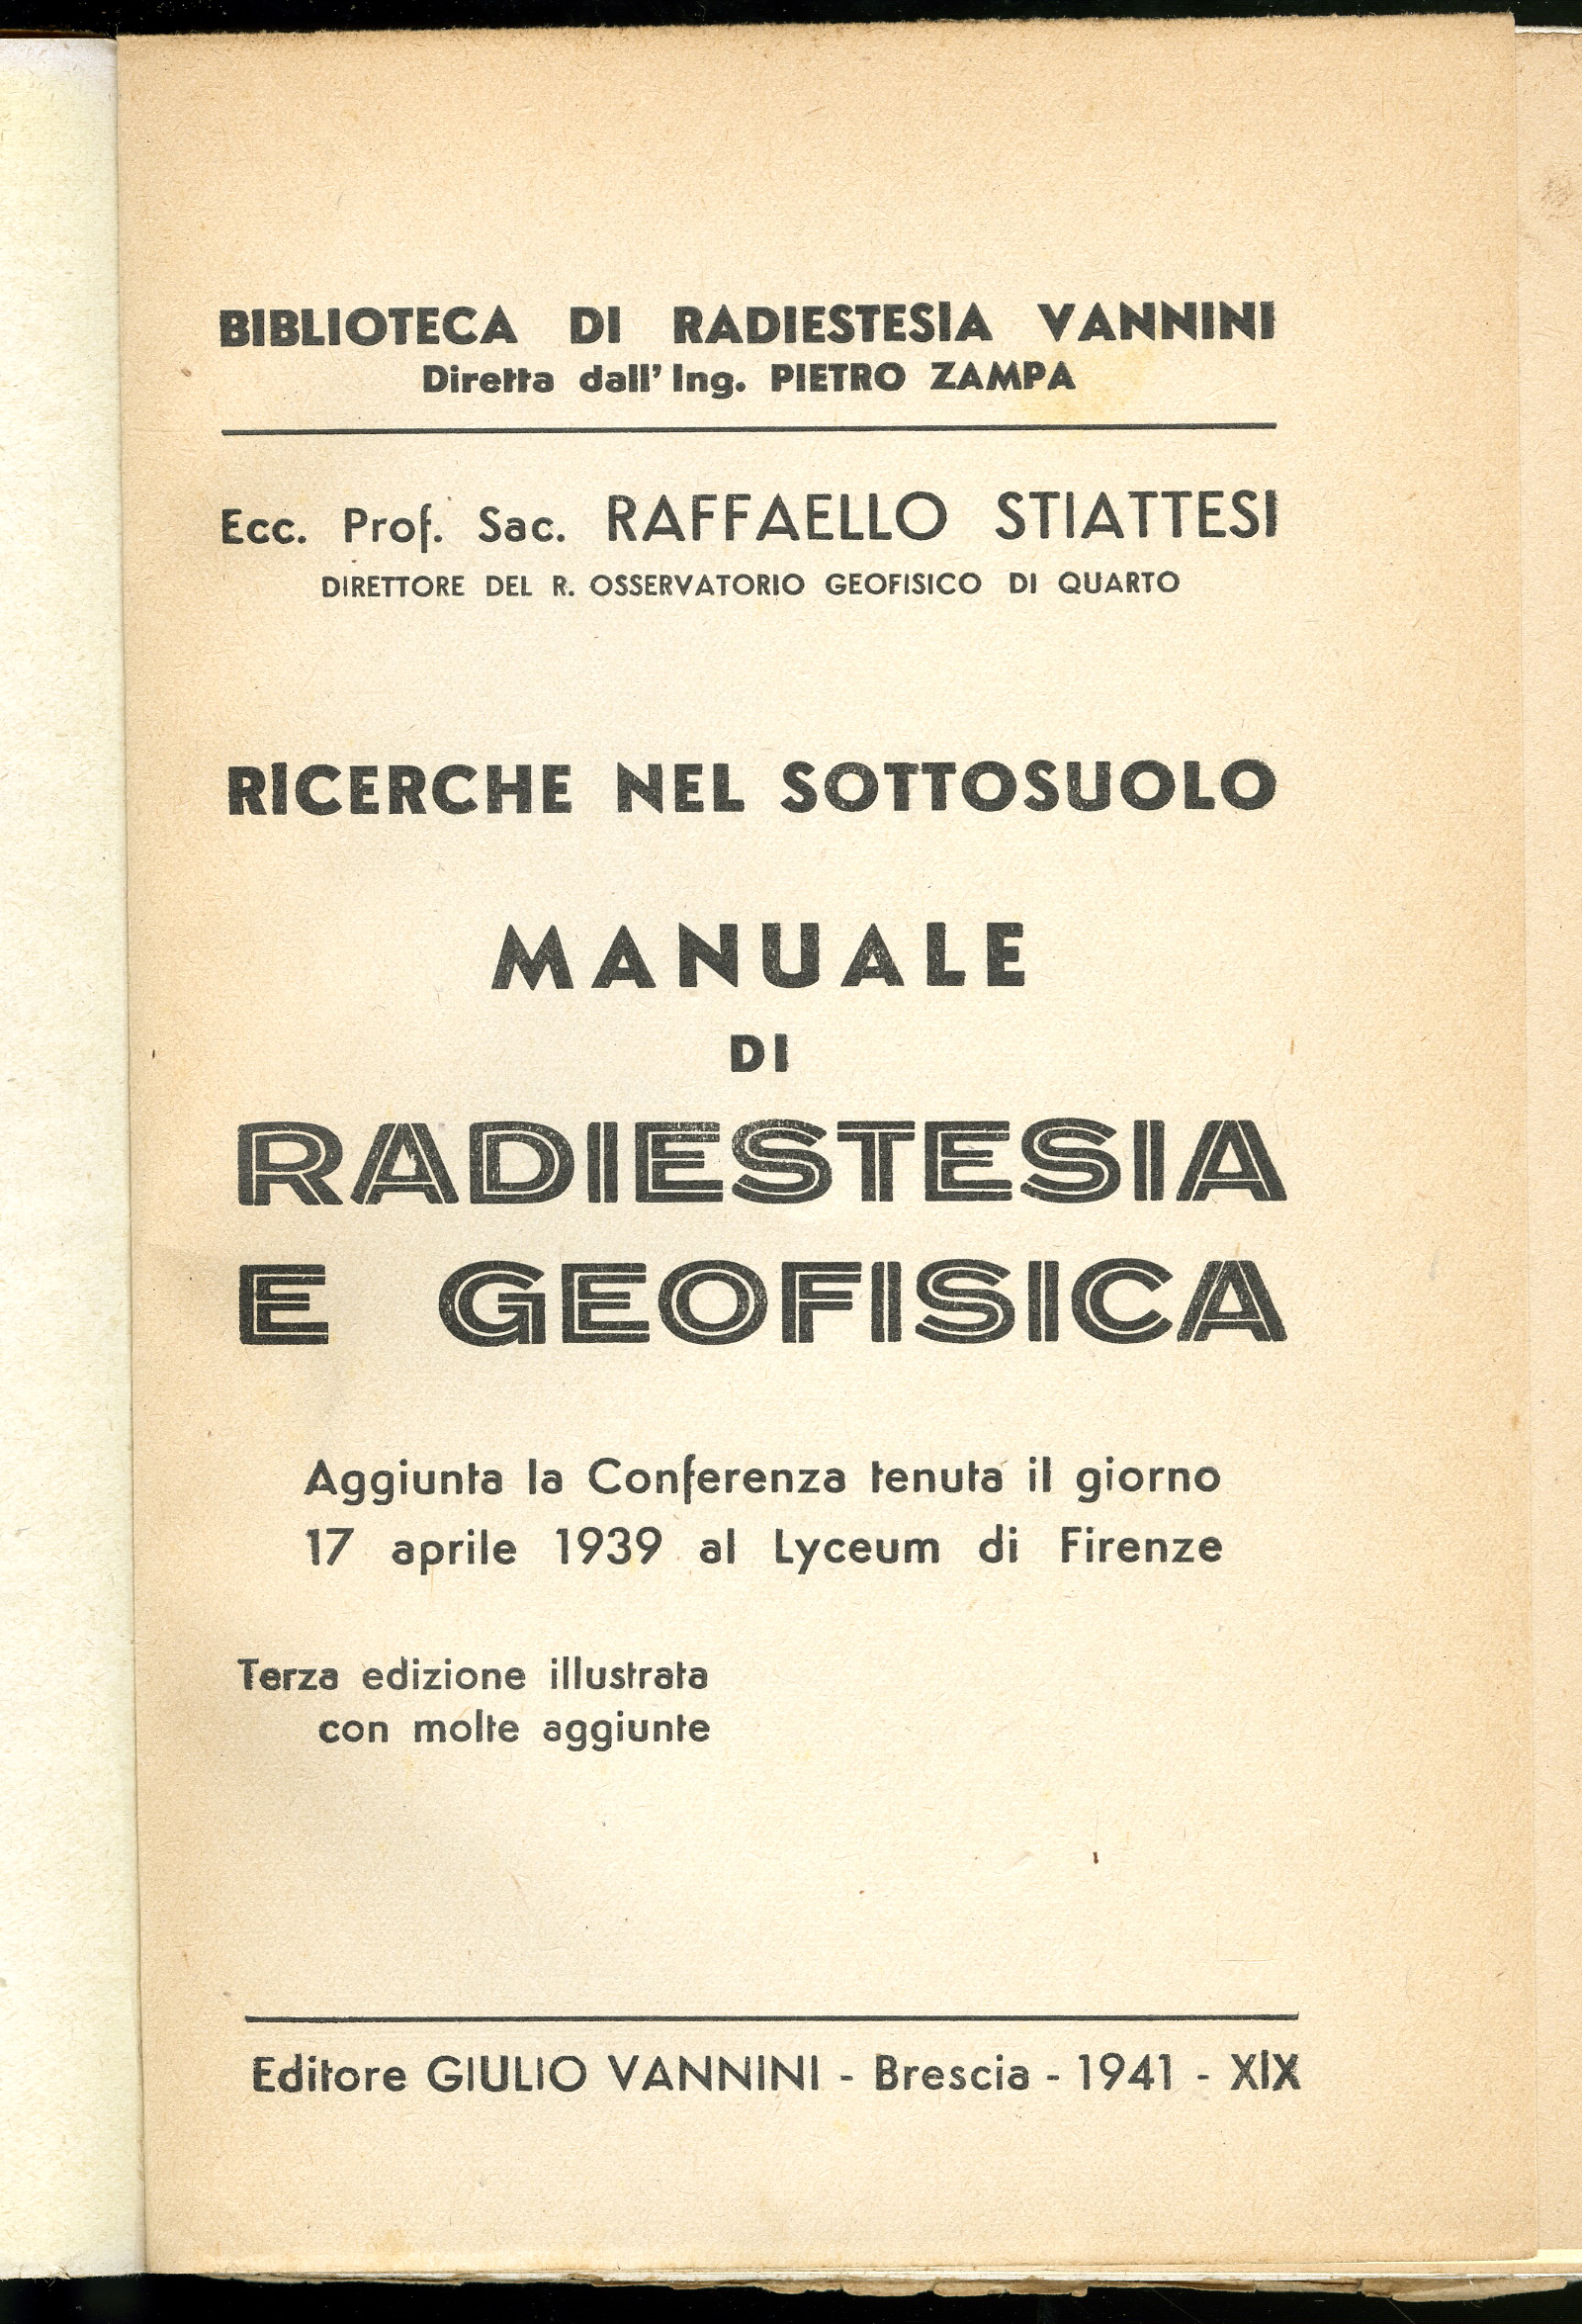 BIBLIOTECA DI RADIESTESIA VANNINI
Diretta dall' Ing. PIETRO ZAMPA
Ecc. Prof. Sac. RAFFAELLO STIATTESI
DIRETTORE DEL R. OSSERVATORIO GEOFISICO DI QUARTO
RICERCHE NEL SOTTOSUOLO
MANUALE
DI
RADIESTESIA
E GEOFISICA
Aggiunta la Conferenza tenuta il giorno
17 aprile 1939 al Lyceum di Firenze
Terza edizione illustrata
con molte aggiunte
Editore GIULIO VANNINI - Brescia - 1941 - XIX